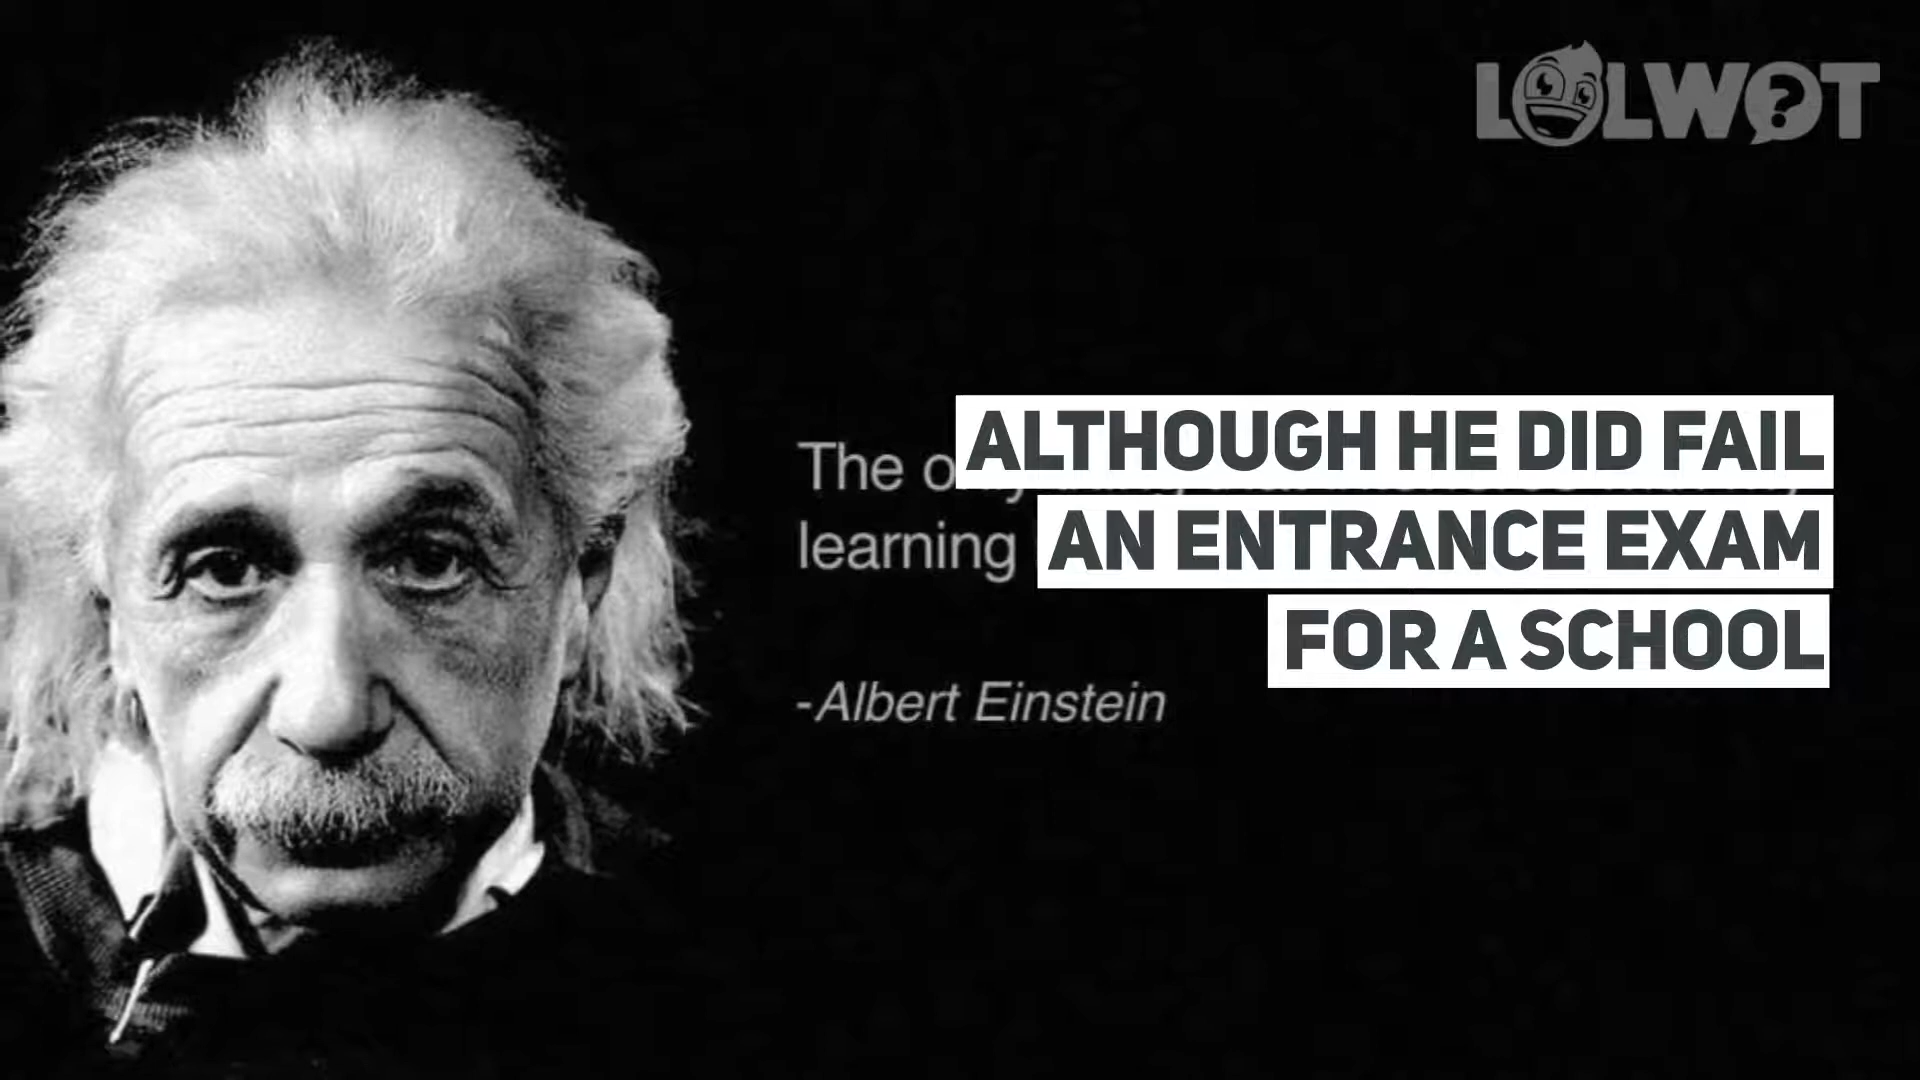 LOLWOT
ALTHOUGH HE DID FAIL
AN ENTRANCE EXAM
FOR A SCHOOL
The
learning
-Albert Einstein